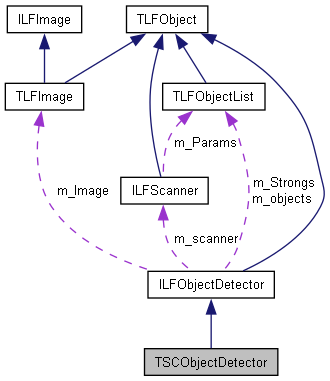 ILFImage
TLFObject
TLFImage
TLFObjectList
m_Params
m_Image
ILFScanner
m_Strongs
m_objects
m_scanner
ILFObjectDetector
TSCObjectDetector